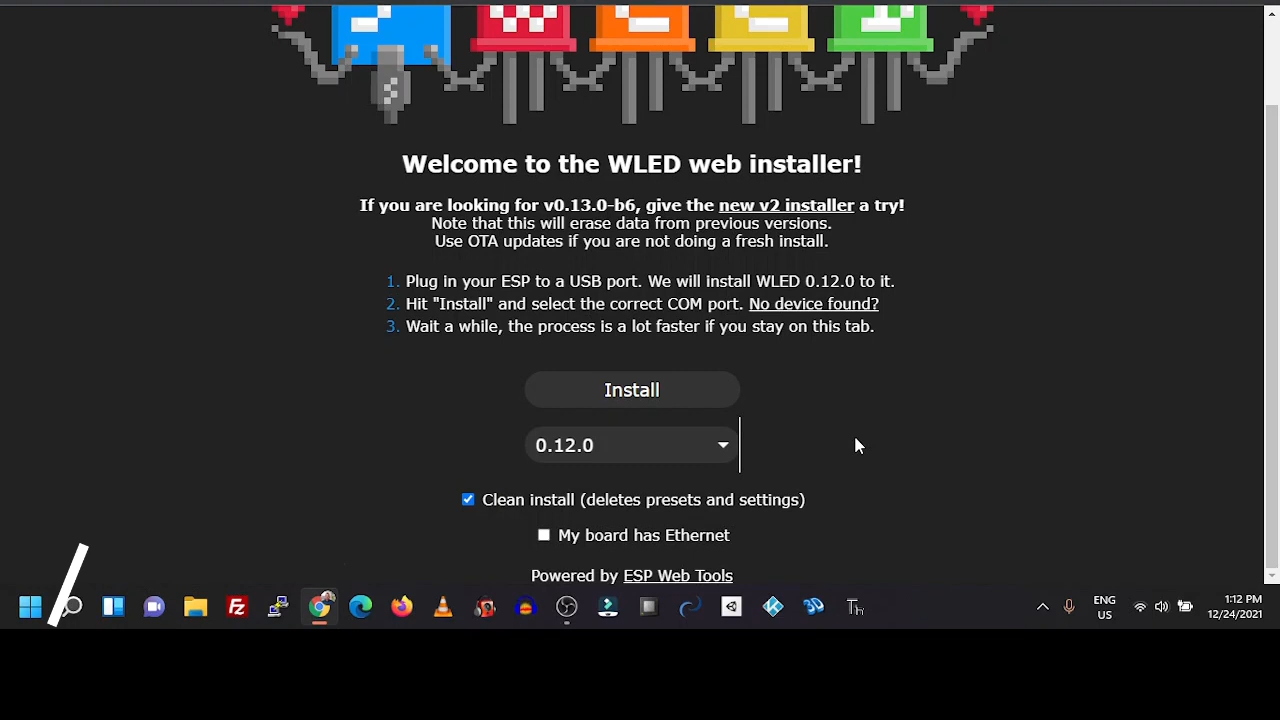 Welcome to the WLED web installer!
If you are looking for v0.13.0-b6, give the new v2 installer a try!
Note that this will erase data from previous versions.
Use OTA updates if you are not doing a fresh install.
1. Plug in your ESP to a USB port. We will install WLED 0.12.0 to it.
2. Hit "Install" and select the correct COM port. No device found?
3. Wait a while, the process is a lot faster if you stay on this tab.
Install
0.12.0
Clean install (deletes presets and settings)
My board has Ethernet
Powered by ESP Web Tools
ENG
US
1:12 PM
12/24/2021